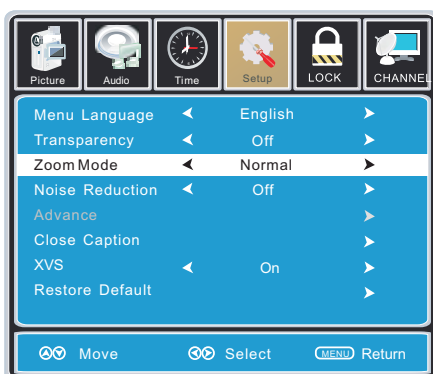 Picture Audio Time Setup LOCK CHANNEL
Menu Language English
Transparency Off
Zoom Mode Normal
Noise Reduction Off
Advance
Close Caption
XVS On
Restore Default
Move Select MENU Return